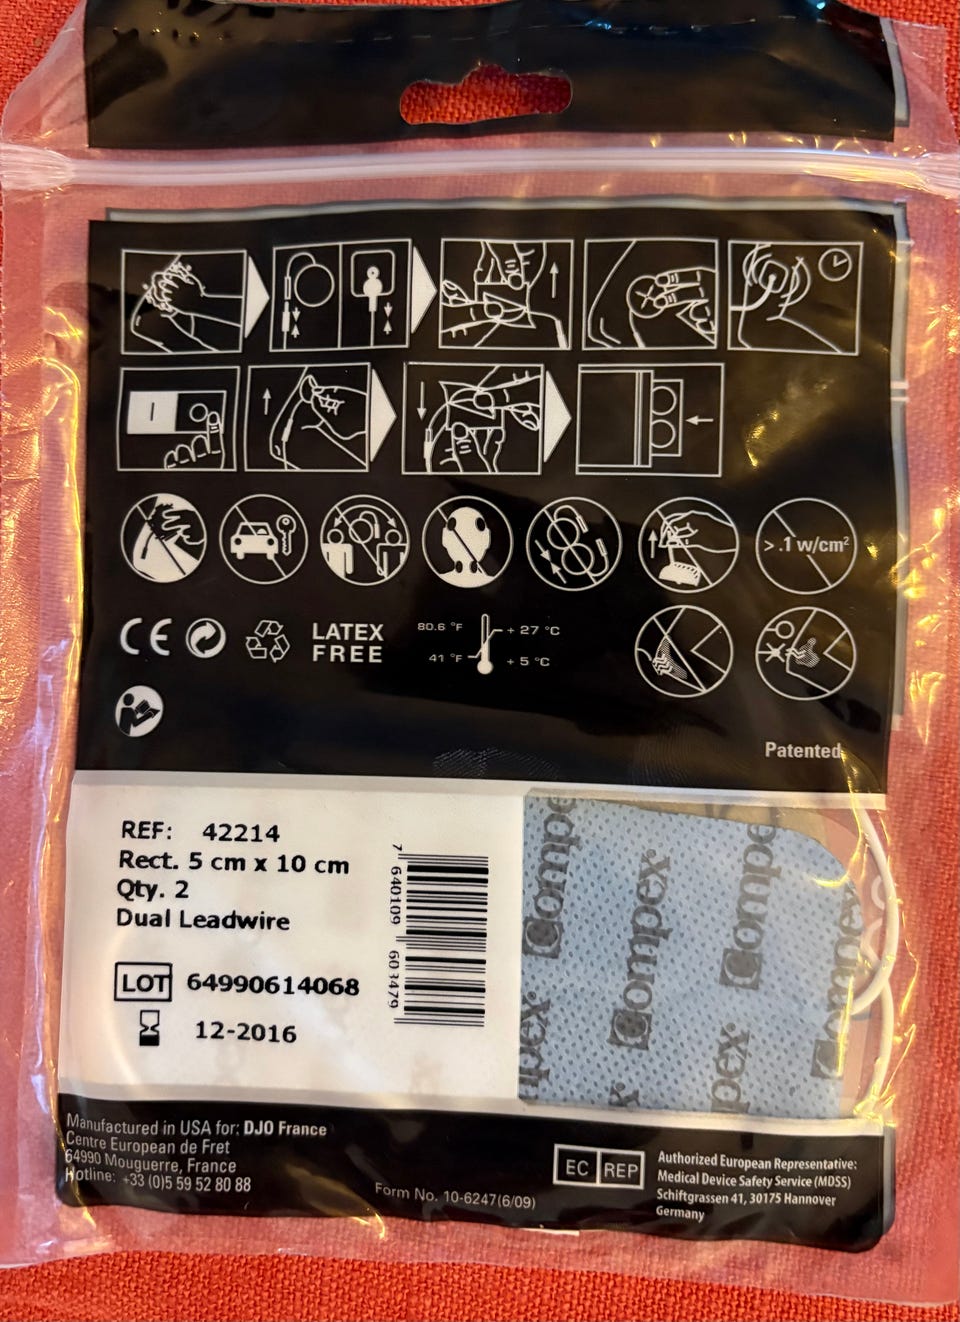 > .1 w/cm²
CE
LATEX
FREE
80.6 °F
+ 27 °C
41 °F
+ 5 °C
Patented
REF: 42214
Rect. 5 cm x 10 cm
Qty. 2
Dual Leadwire
LOT 64990614068
12-2016
7 640109 603479
Compex
Compex
Compex
Compex
pex
pex
Manufactured in USA for: DJO France
Centre European de Fret
64990 Mouguerre, France
Hotline: +33 (0)5 59 52 80 88
Form No. 10-6247(6/09)
EC REP
Authorized European Representative:
Medical Device Safety Service (MDSS)
Schiftgrassen 41, 30175 Hannover
Germany